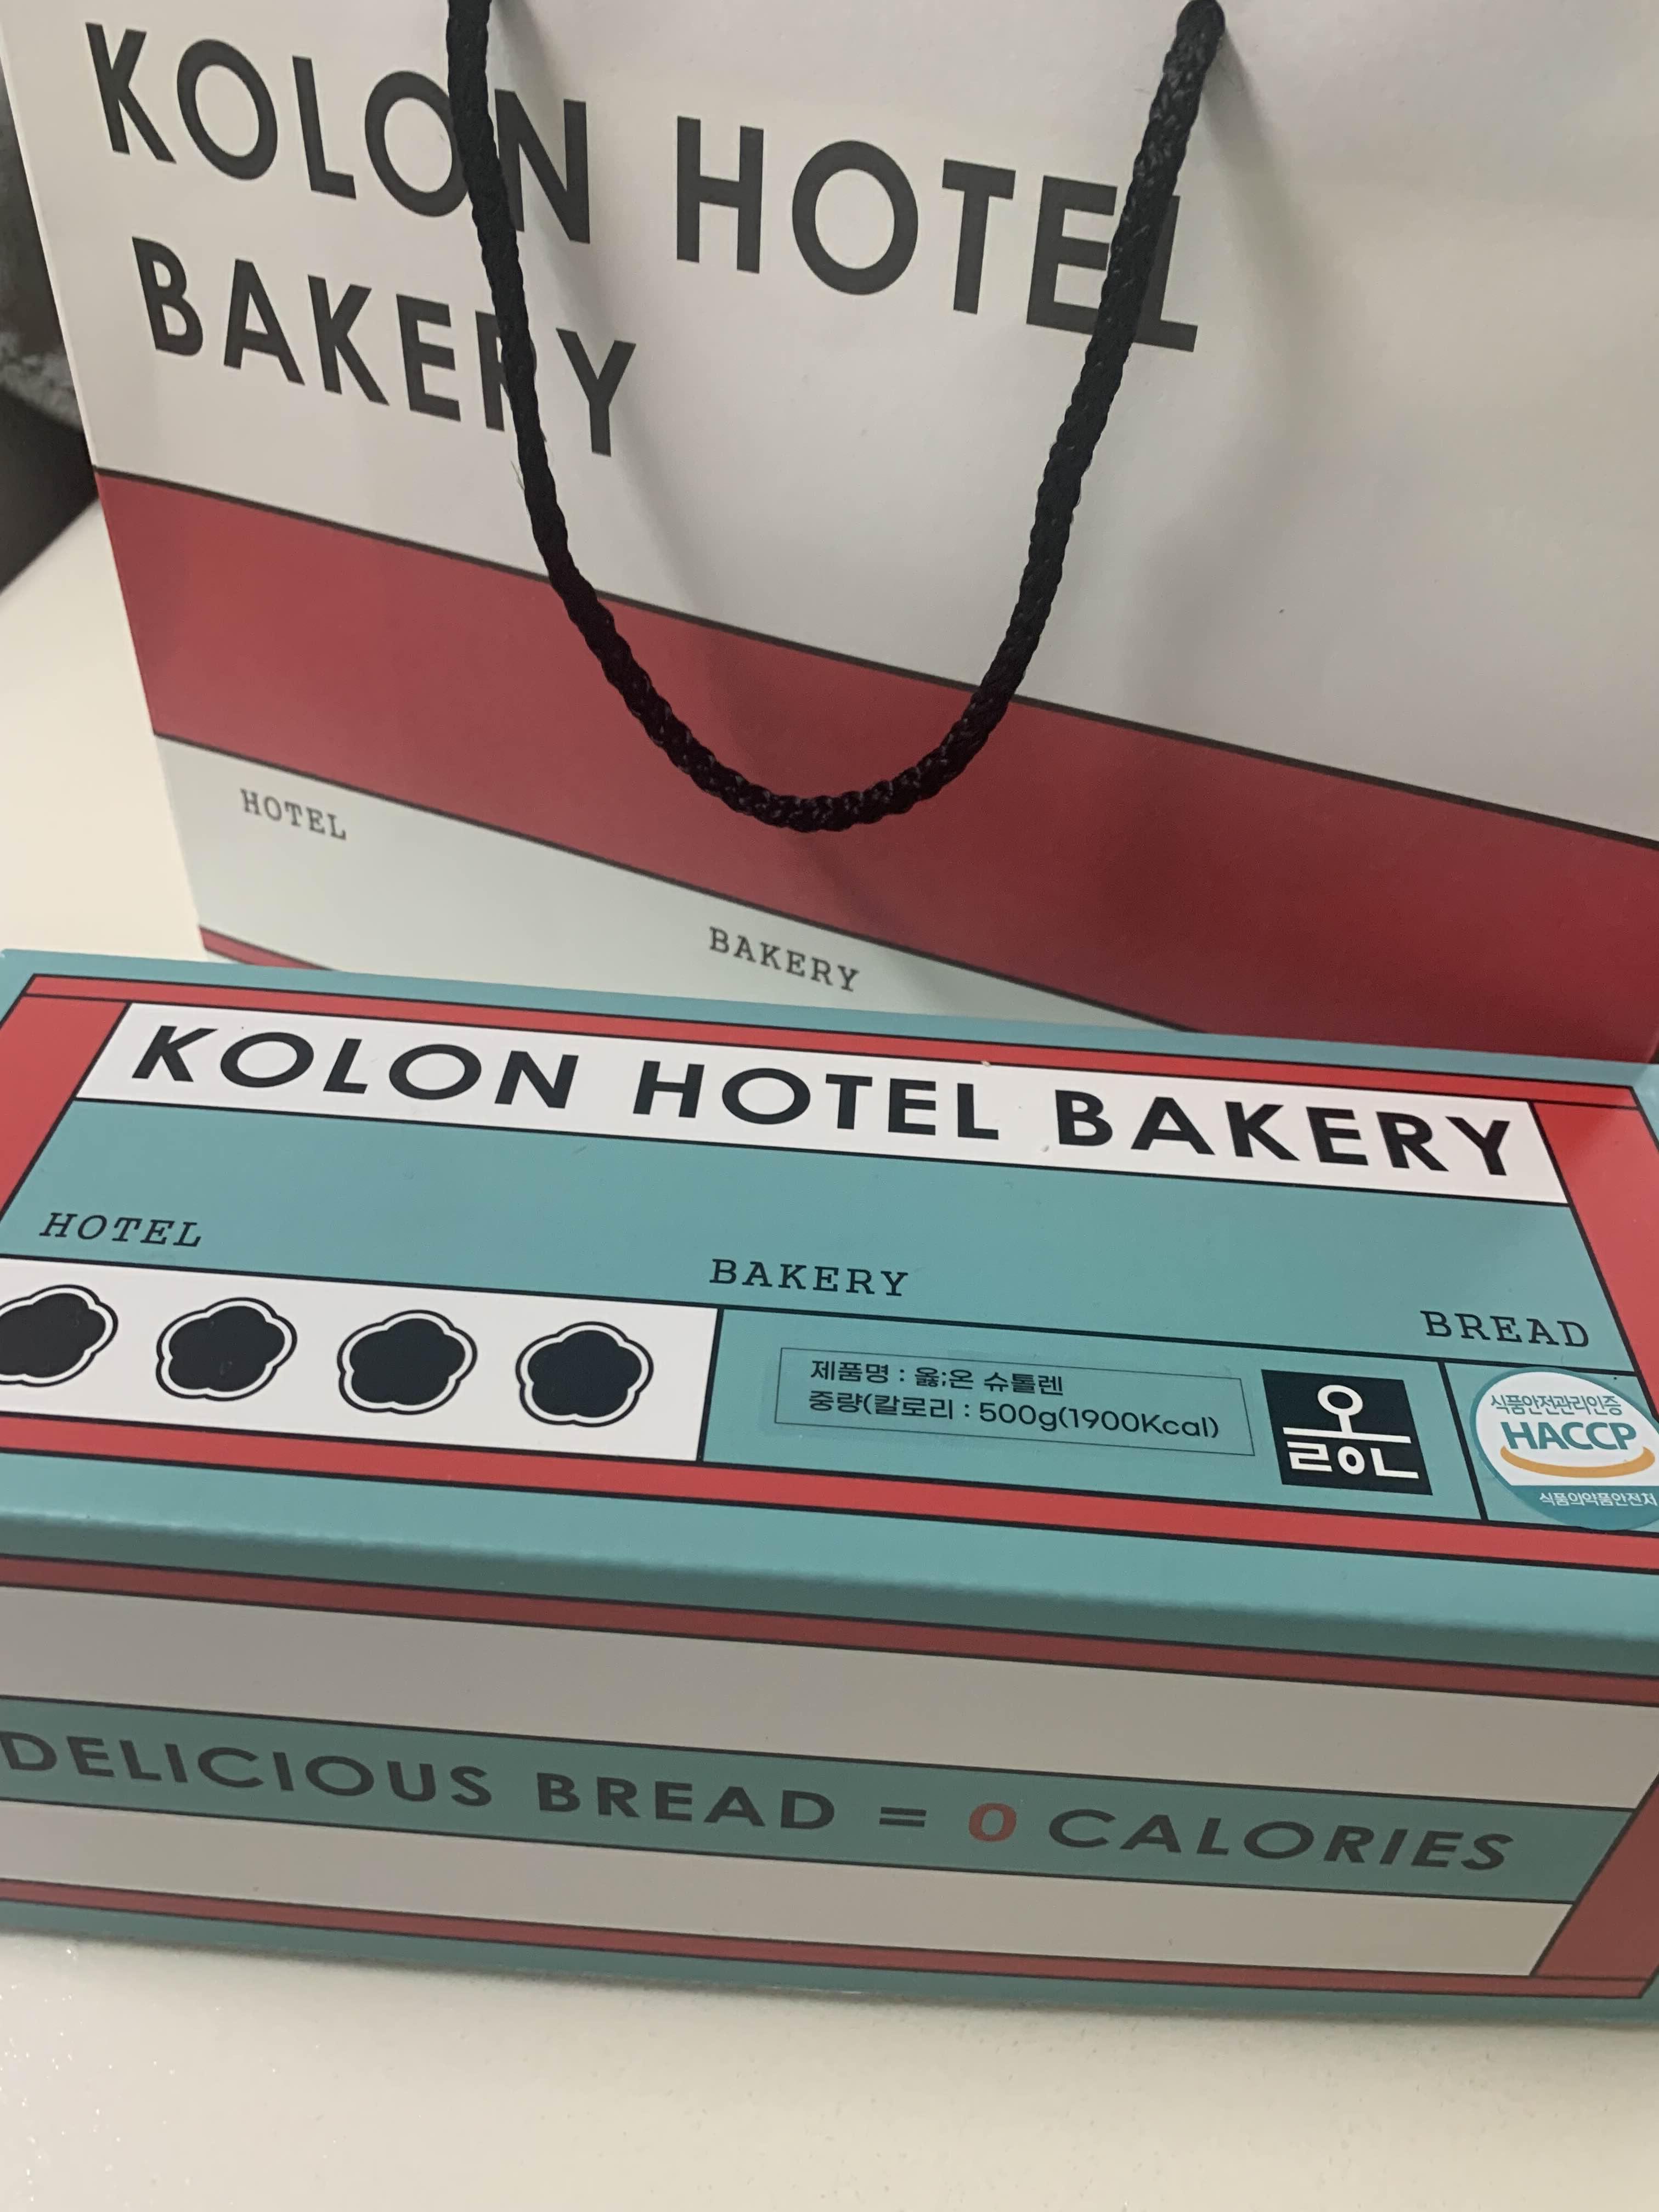 KOLON HOTEL
BAKERY
HOTEL
BAKERY
KOLON HOTEL BAKERY
HOTEL
BAKERY
BREAD
제품명 : 옳;온 슈톨렌
중량(칼로리 : 500g(1900Kcal)
옳온
식품안전관리인증
HACCP
식품의약품안전처
DELICIOUS BREAD = 0 CALORIES